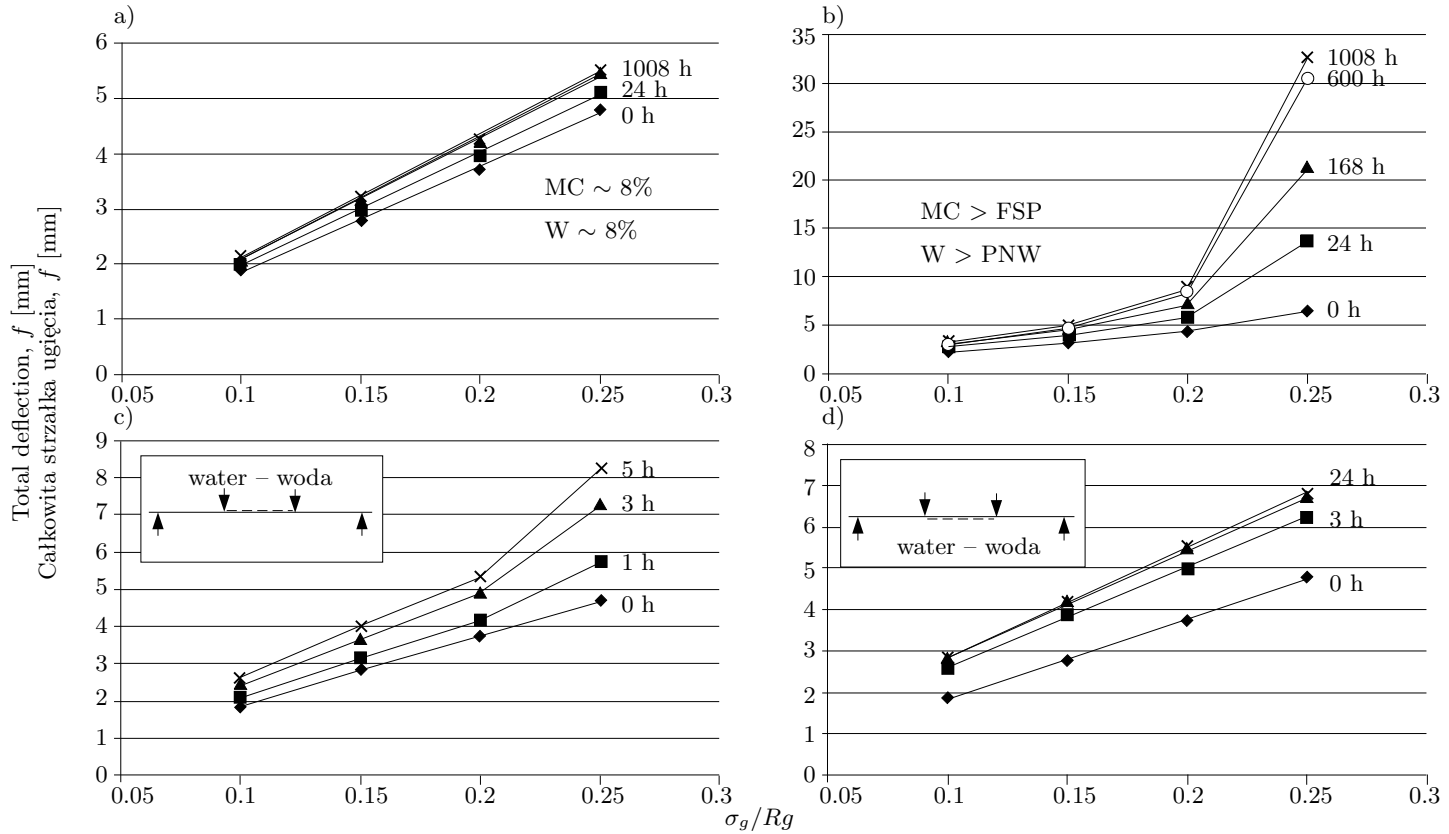 Total deflection, f [mm]
Całkowita strzałka ugięcia, f [mm]
a)
6
5
4
3
2
1
0
1008 h
24 h
0 h
MC ∼ 8%
W ∼ 8%
0.05 0.1 0.15 0.2 0.25 0.3
b)
35
30
25
20
15
10
5
0
1008 h
600 h
168 h
24 h
0 h
MC > FSP
W > PNW
0.05 0.1 0.15 0.2 0.25 0.3
c)
9
8
7
6
5
4
3
2
1
0
water – woda
5 h
3 h
1 h
0 h
0.05 0.1 0.15 0.2 0.25 0.3
d)
8
7
6
5
4
3
2
1
0
water – woda
24 h
3 h
0 h
0.05 0.1 0.15 0.2 0.25 0.3
σg/Rg